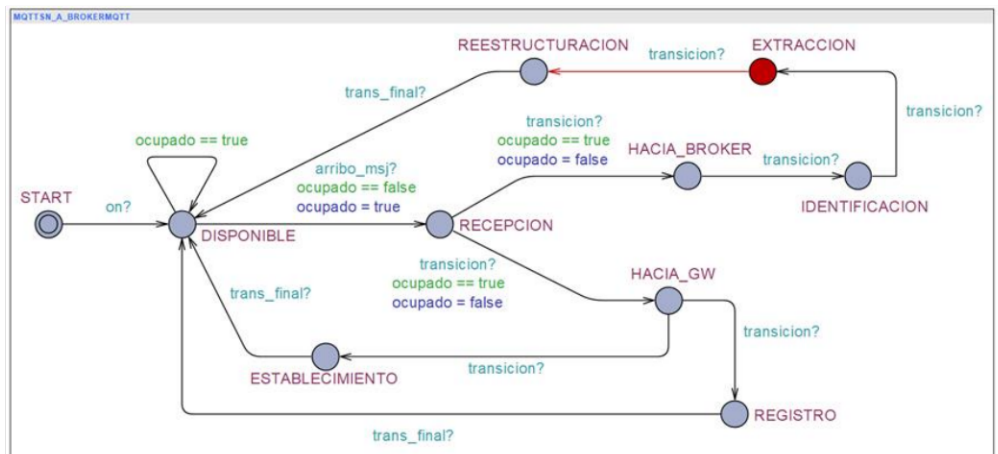 MQTTSN_A_BROKERMQTT
REESTRUCTURACION
transicion?
EXTRACCION
trans_final?
transicion?
ocupado == true
transicion?
ocupado == true
ocupado = false
HACIA_BROKER
transicion?
arribo_msj?
ocupado == false
ocupado = true
START
on?
DISPONIBLE
RECEPCION
IDENTIFICACION
transicion?
ocupado == true
ocupado = false
HACIA_GW
trans_final?
transicion?
transicion?
ESTABLECIMIENTO
REGISTRO
trans_final?